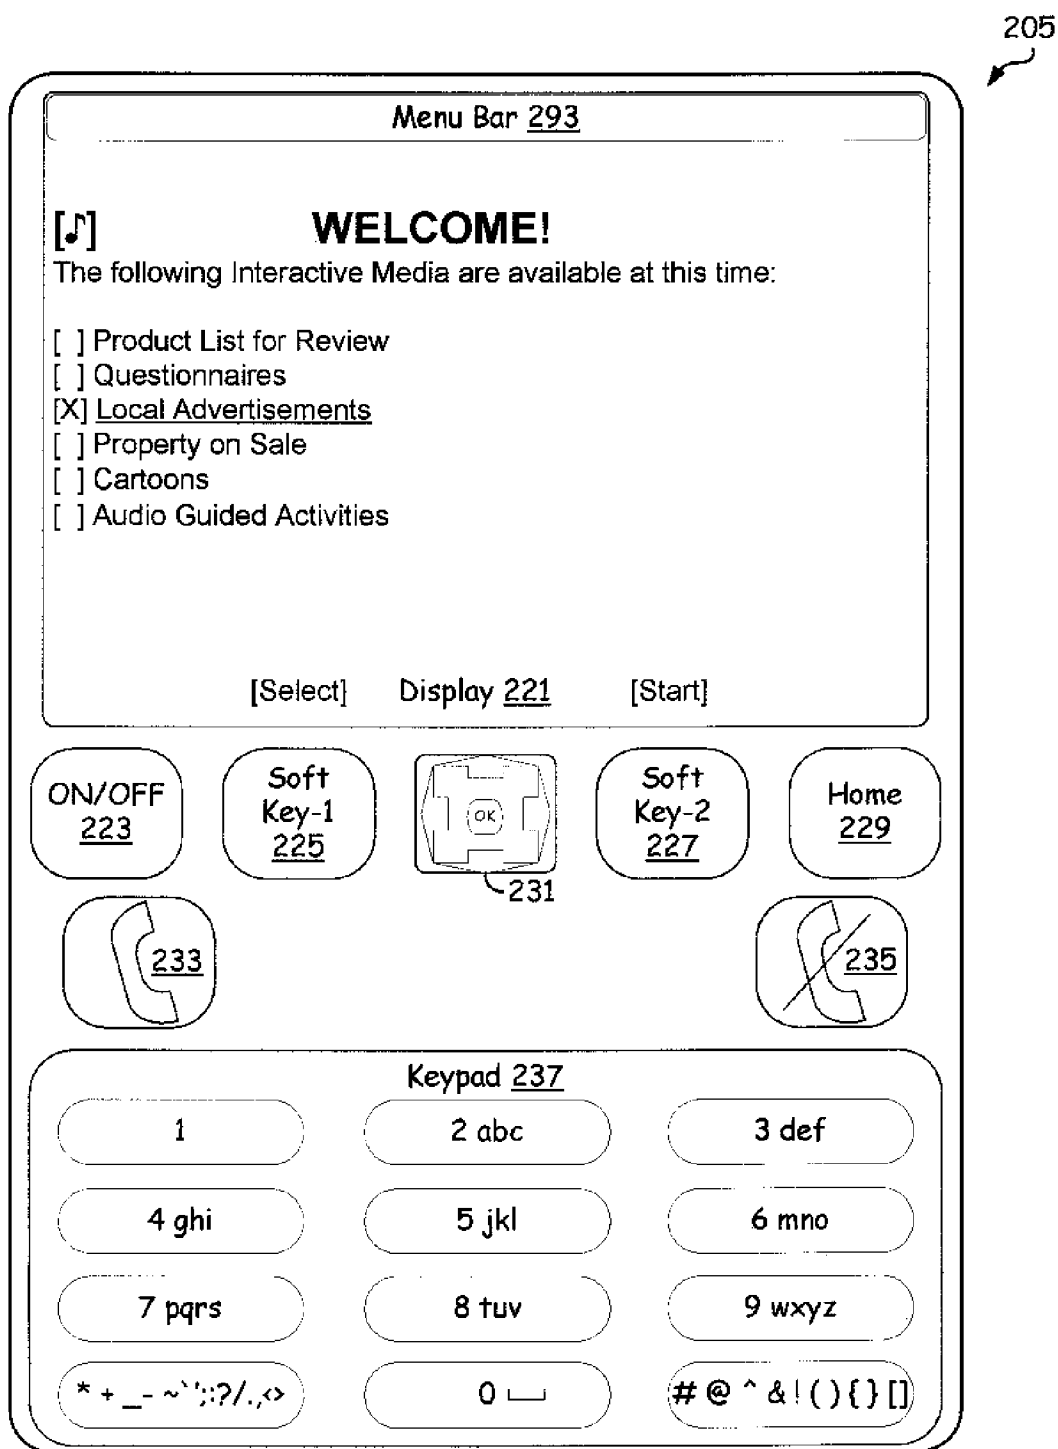 205
Menu Bar 293
[♪] WELCOME!
The following Interactive Media are available at this time:
[ ] Product List for Review
[ ] Questionnaires
[X] Local Advertisements
[ ] Property on Sale
[ ] Cartoons
[ ] Audio Guided Activities
[Select] Display 221 [Start]
ON/OFF
223
Soft
Key-1
225
OK
231
Soft
Key-2
227
Home
229
233
235
Keypad 237
1
2 abc
3 def
4 ghi
5 jkl
6 mno
7 pqrs
8 tuv
9 wxyz
* + _- ~`';:?/.,<>
0 ⎵
# @ ^ & ! ( ) { } []